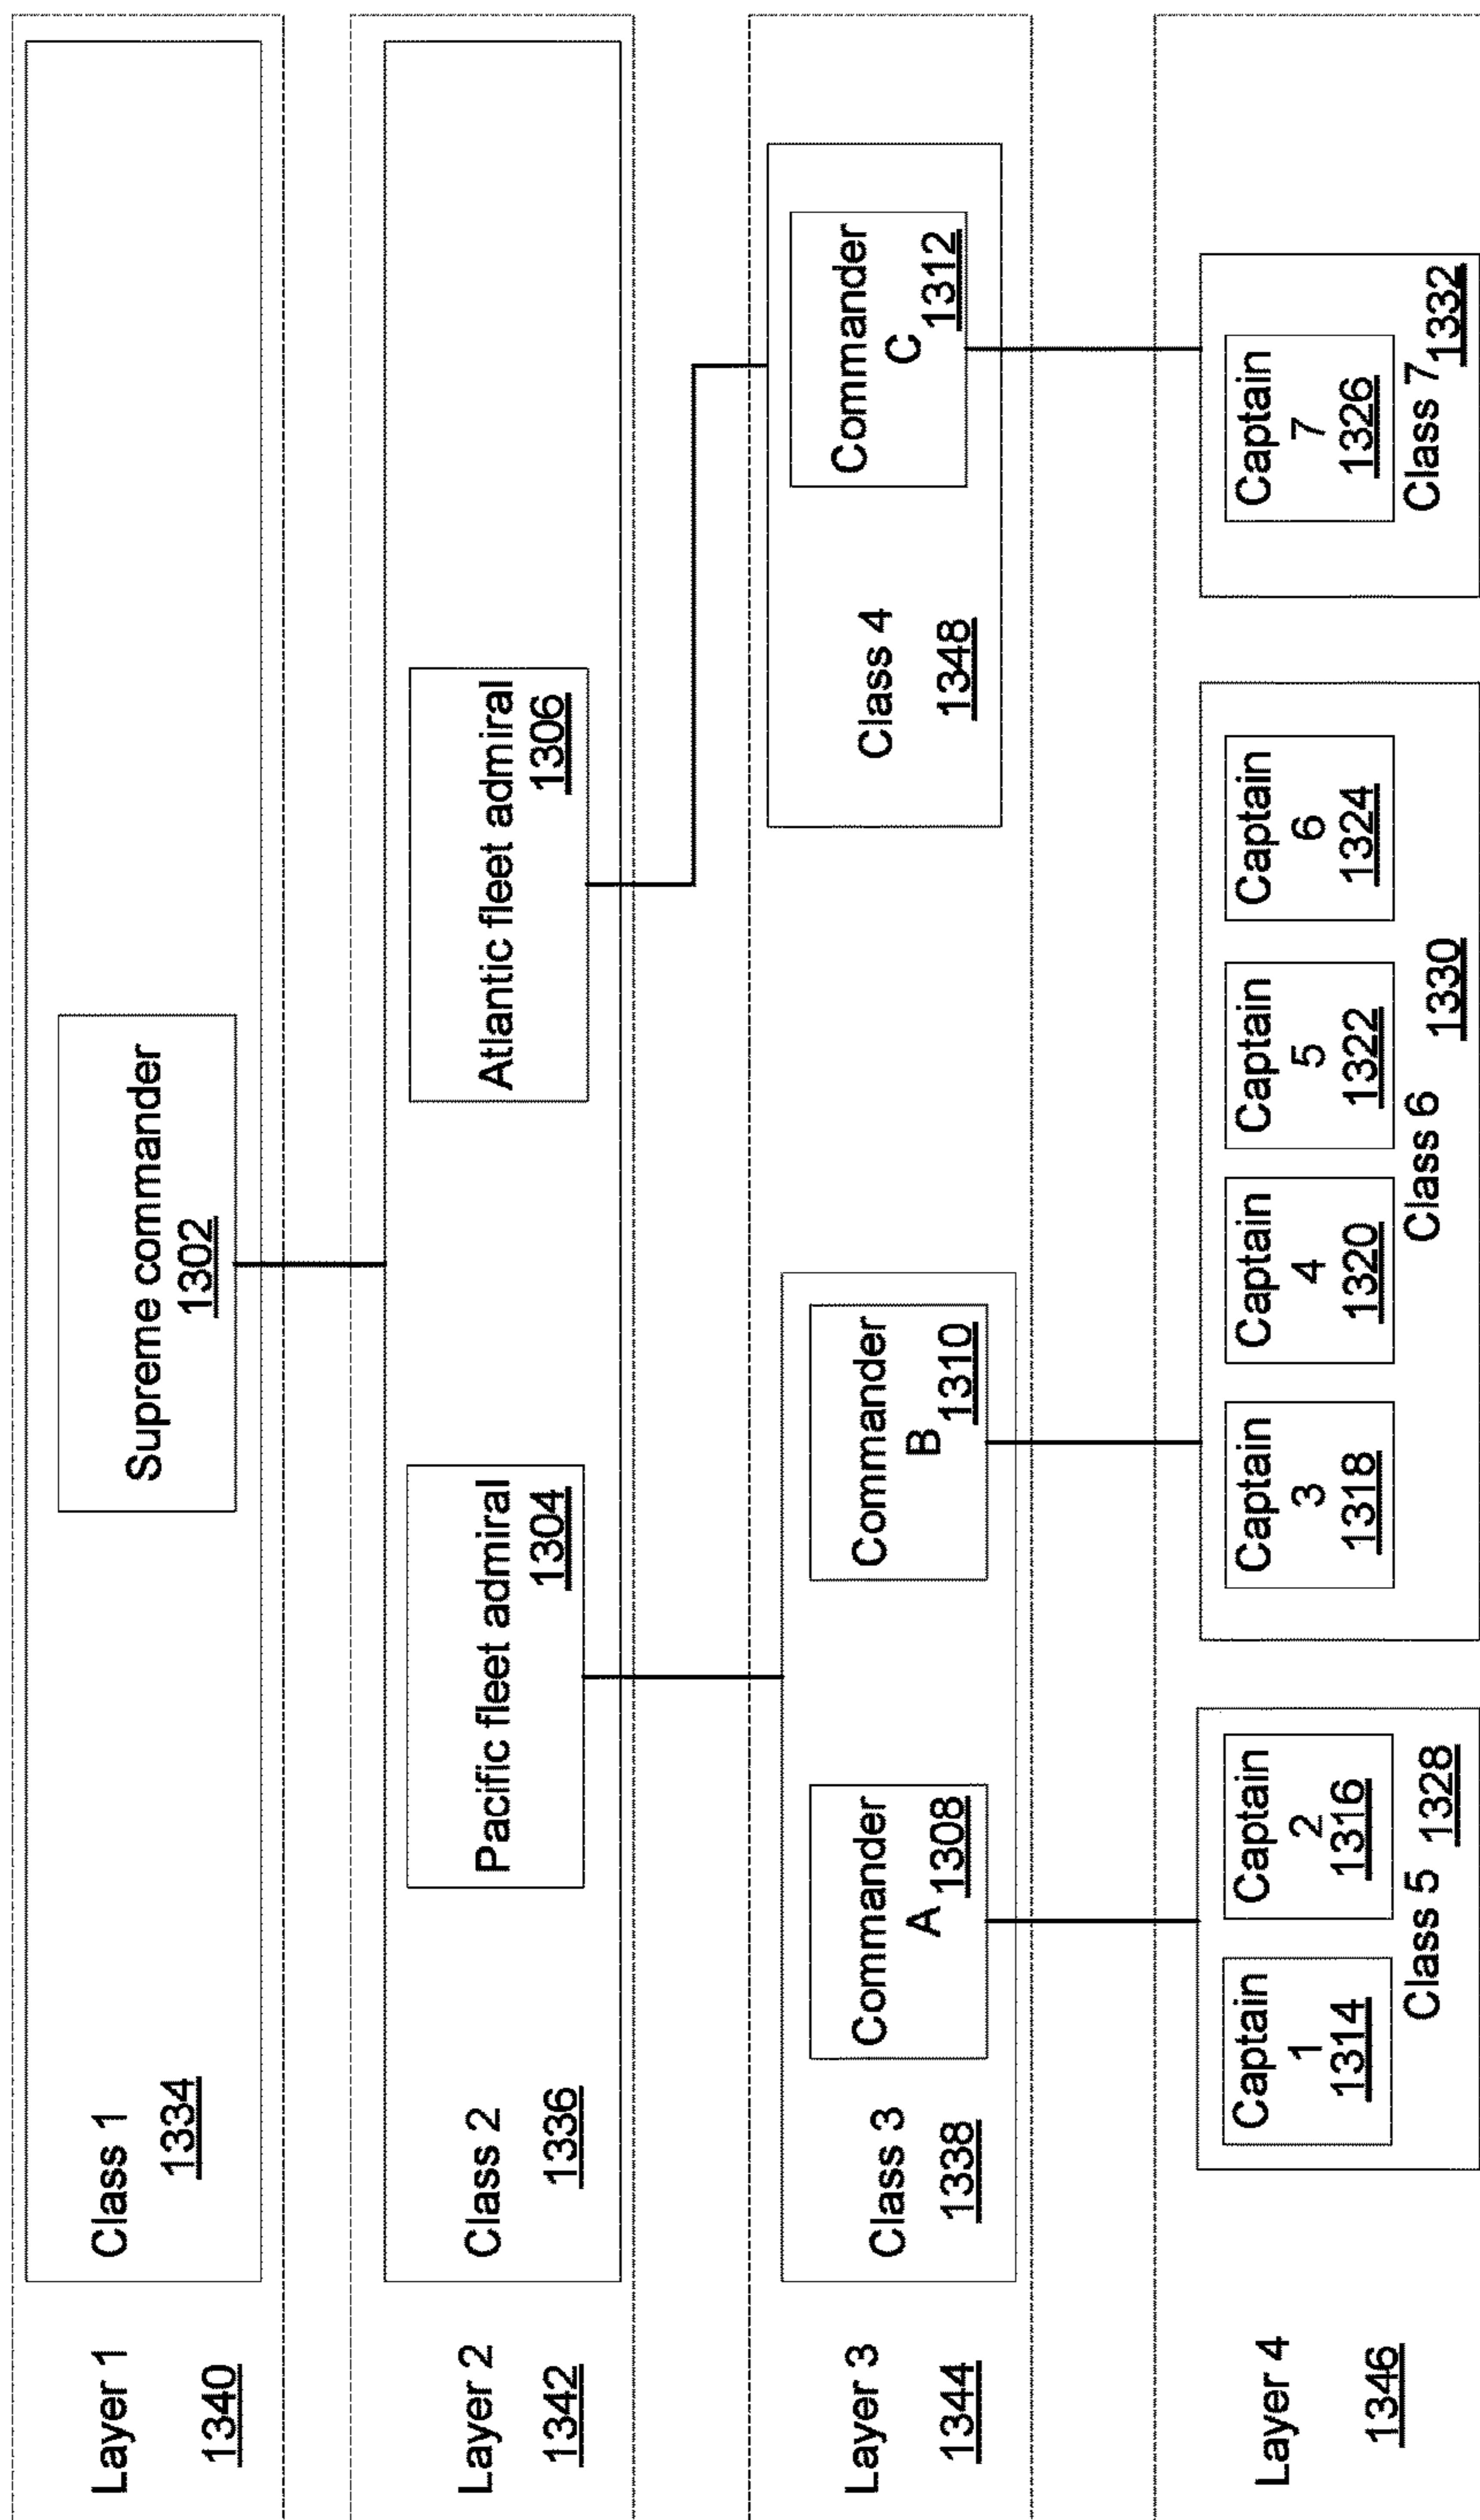 Layer 1
1340
Class 1
1334
Supreme commander
1302
Layer 2
1342
Class 2
1336
Pacific fleet admiral
1304
Atlantic fleet admiral
1306
Layer 3
1344
Class 3
1338
Commander
A 1308
Commander
B 1310
Class 4
1348
Commander
C 1312
Layer 4
1346
Captain
1
1314
Captain
2
1316
Class 5 1328
Captain
3
1318
Captain
4
1320
Captain
5
1322
Captain
6
1324
Class 6 1330
Captain
7
1326
Class 7 1332